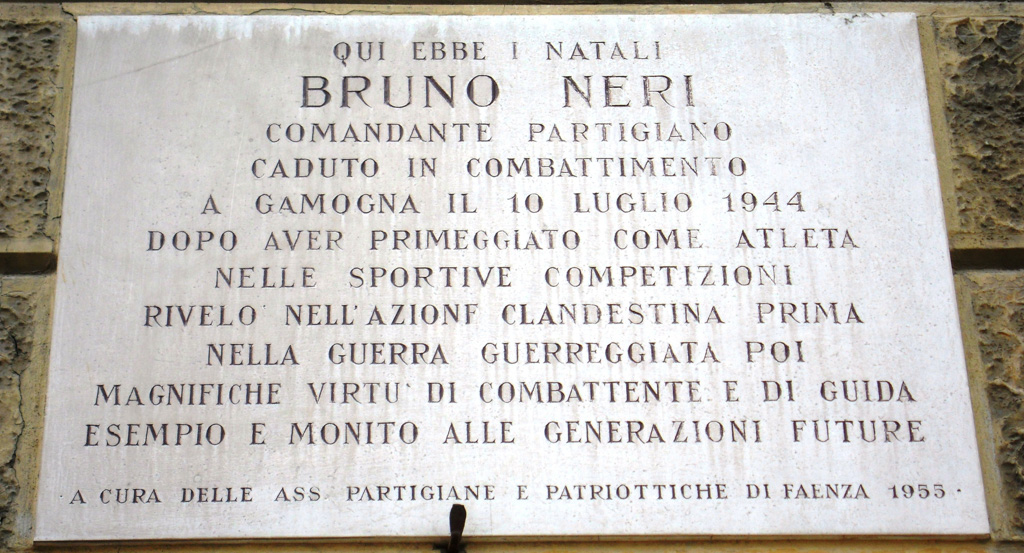 QUI EBBE I NATALI
BRUNO NERI
COMANDANTE PARTIGIANO
CADUTO IN COMBATTIMENTO
A GAMOGNA IL 10 LUGLIO 1944
DOPO AVER PRIMEGGIATO COME ATLETA
NELLE SPORTIVE COMPETIZIONI
RIVELO' NELL'AZIONE CLANDESTINA PRIMA
NELLA GUERRA GUERREGGIATA POI
MAGNIFICHE VIRTU' DI COMBATTENTE E DI GUIDA
ESEMPIO E MONITO ALLE GENERAZIONI FUTURE
·A CURA DELLE ASS. PARTIGIANE E PATRIOTTICHE DI FAENZA 1955·